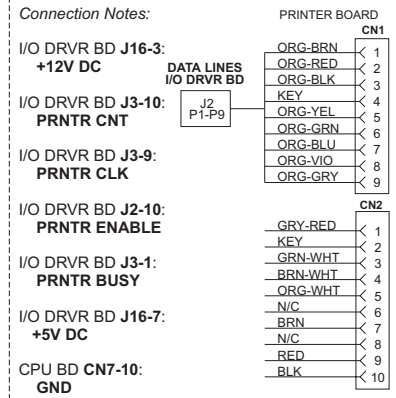 Connection Notes:
I/O DRVR BD J16-3:
+12V DC
I/O DRVR BD J3-10:
PRNTR CNT
I/O DRVR BD J3-9:
PRNTR CLK
I/O DRVR BD J2-10:
PRNTR ENABLE
I/O DRVR BD J3-1:
PRNTR BUSY
I/O DRVR BD J16-7:
+5V DC
CPU BD CN7-10:
GND
DATA LINES
I/O DRVR BD
J2
P1-P9
PRINTER BOARD
CN1
ORG-BRN 1
ORG-RED 2
ORG-BLK 3
KEY 4
ORG-YEL 5
ORG-GRN 6
ORG-BLU 7
ORG-VIO 8
ORG-GRY 9
CN2
GRY-RED 1
KEY 2
GRN-WHT 3
BRN-WHT 4
ORG-WHT 5
N/C 6
BRN 7
N/C 8
RED 9
BLK 10